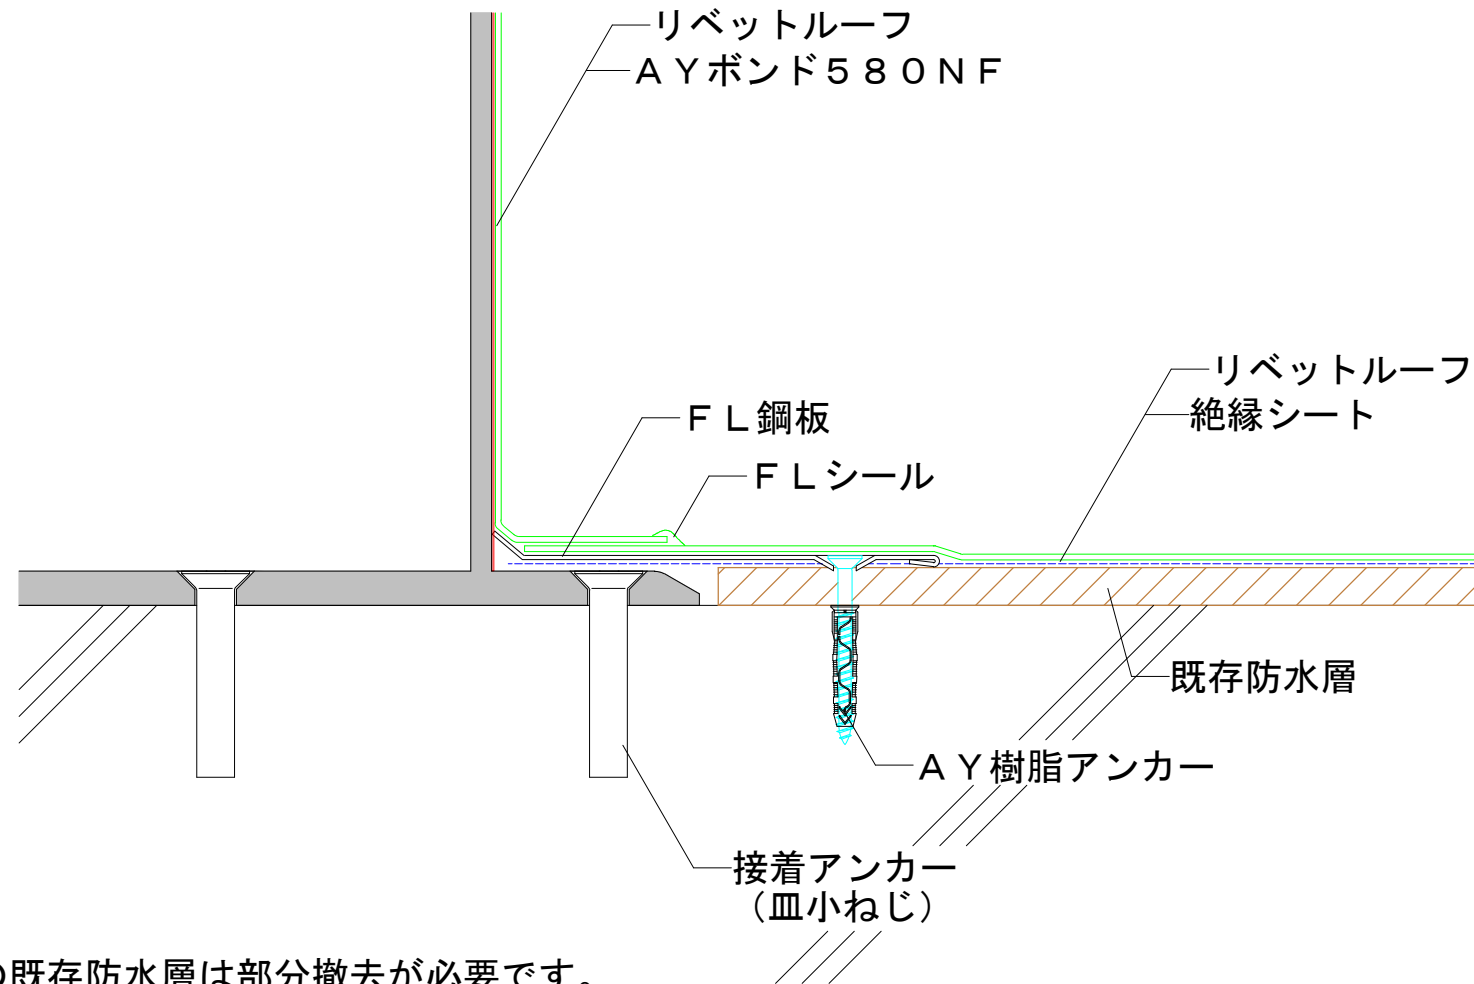 リベットルーフ
ＡＹボンド５８０ＮＦ
リベットルーフ
絶縁シート
ＦＬ鋼板
ＦＬシール
既存防水層
ＡＹ樹脂アンカー
接着アンカー
（皿小ねじ）
の既存防水層は部分撤去が必要です。